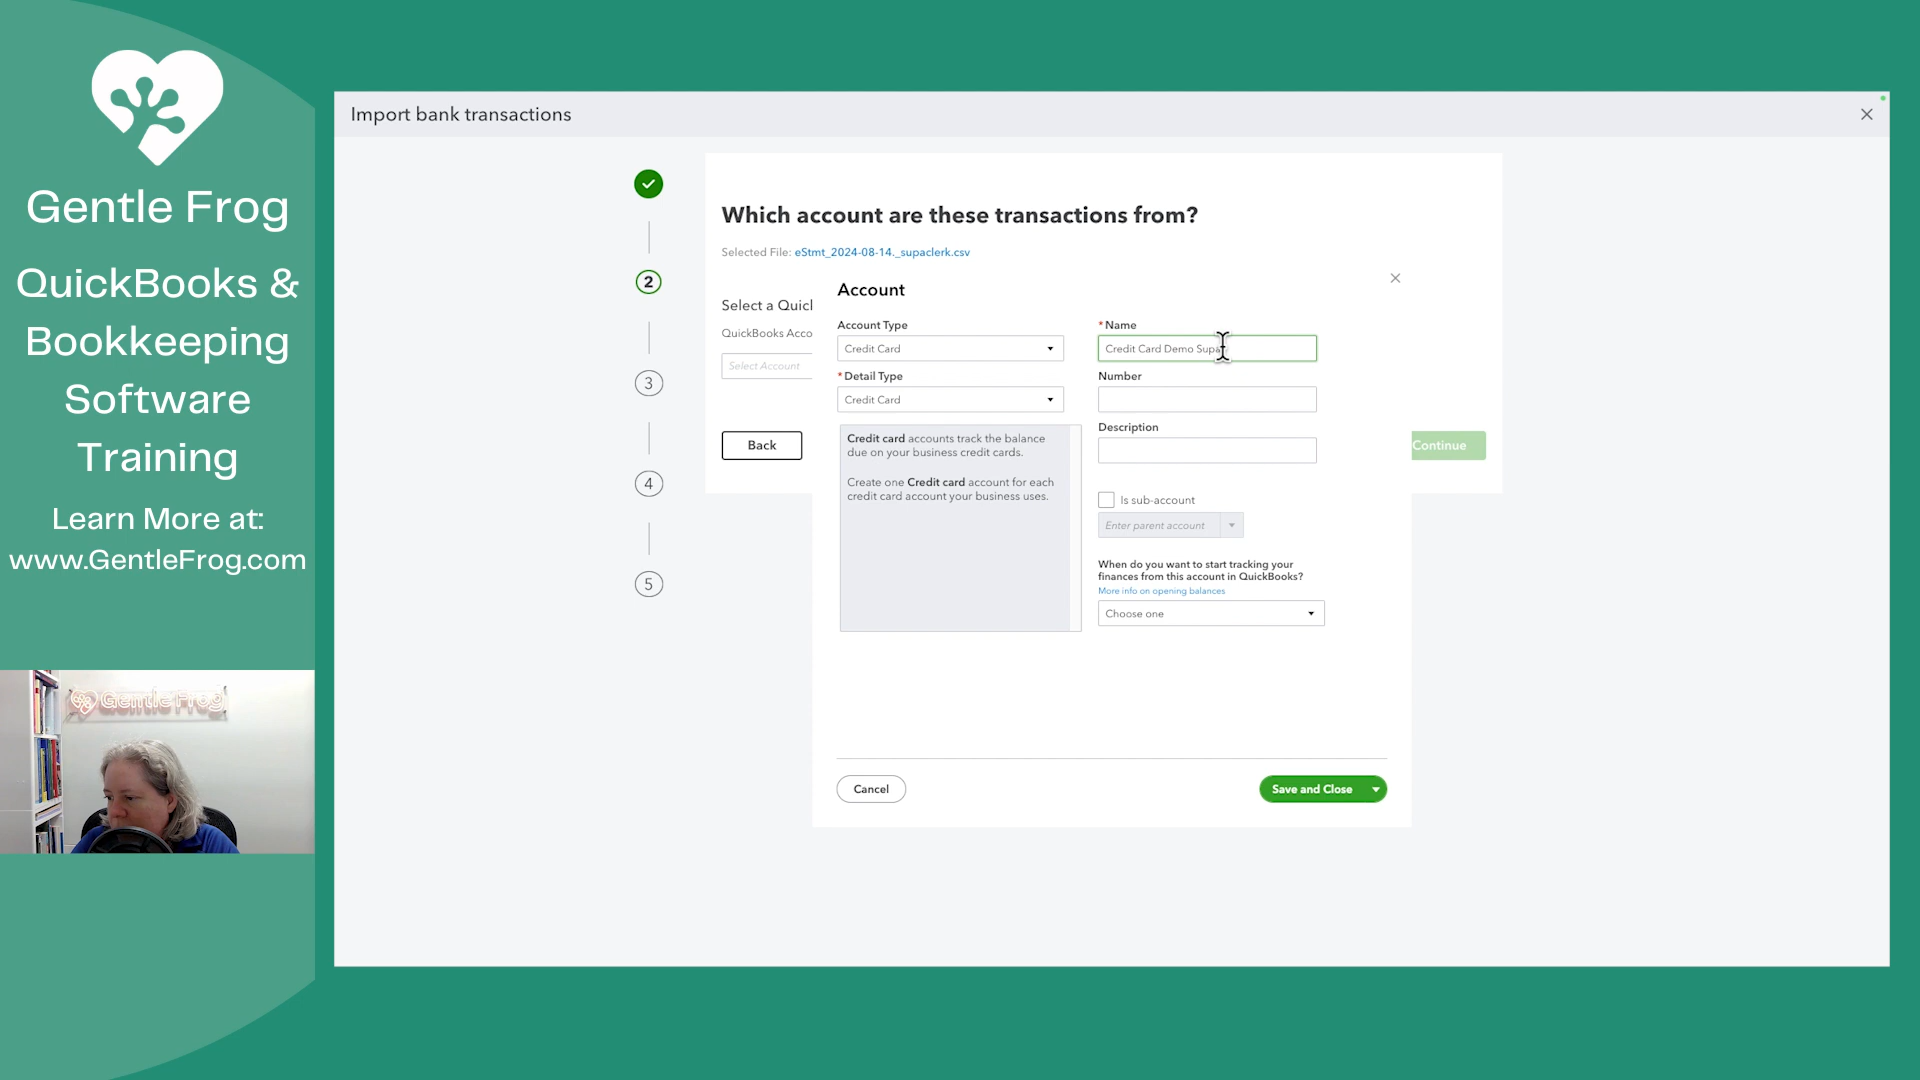 Gentle Frog
QuickBooks &
Bookkeeping
Software
Training
Learn More at:
www.GentleFrog.com
Gentle Frog
Import bank transactions
2
3
4
5
Which account are these transactions from?
Selected File: eStmt_2024-08-14._supaclerk.csv
Select a Quicl
QuickBooks Acco
Select Account
Back
Continue
Account
Account Type
Credit Card
* Detail Type
Credit Card
Credit card accounts track the balance
due on your business credit cards.
Create one Credit card account for each
credit card account your business uses.
* Name
Credit Card Demo Supa
Number
Description
Is sub-account
Enter parent account
When do you want to start tracking your
finances from this account in QuickBooks?
More info on opening balances
Choose one
Cancel
Save and Close